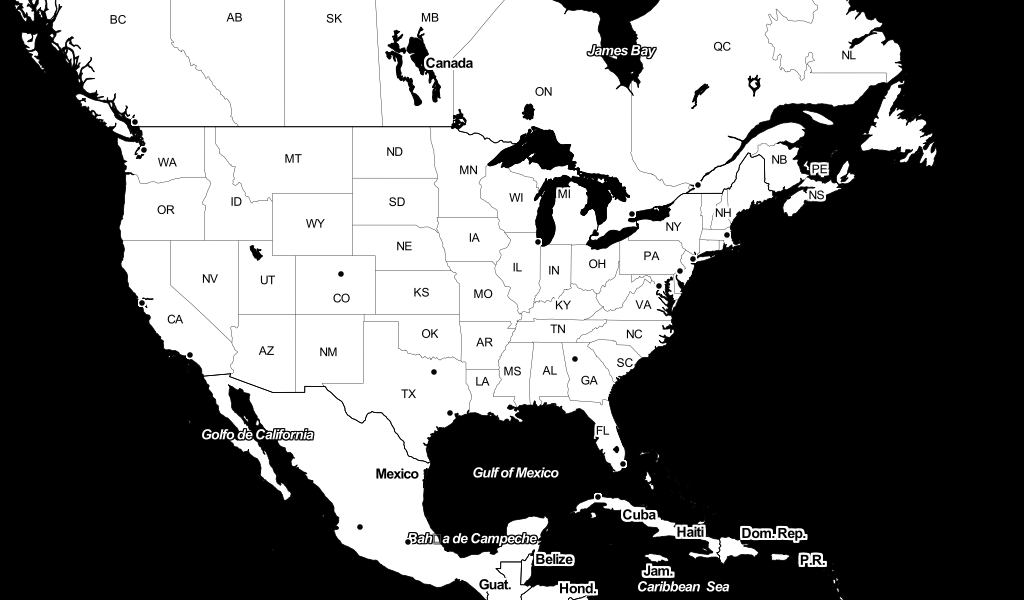 BC
AB
SK
MB
QC
NL
James Bay
Canada
ON
WA
MT
ND
MN
NB
PE
NS
OR
ID
SD
WI
MI
NH
WY
NY
IA
NE
PA
NV
UT
CO
KS
IL
IN
OH
MO
KY
VA
CA
TN
NC
AZ
NM
OK
AR
SC
MS
AL
GA
LA
TX
FL
Golfo de California
Mexico
Gulf of Mexico
Cuba
Haiti
Dom. Rep.
Belize
P.R.
Jam.
Guat.
Hond.
Caribbean Sea